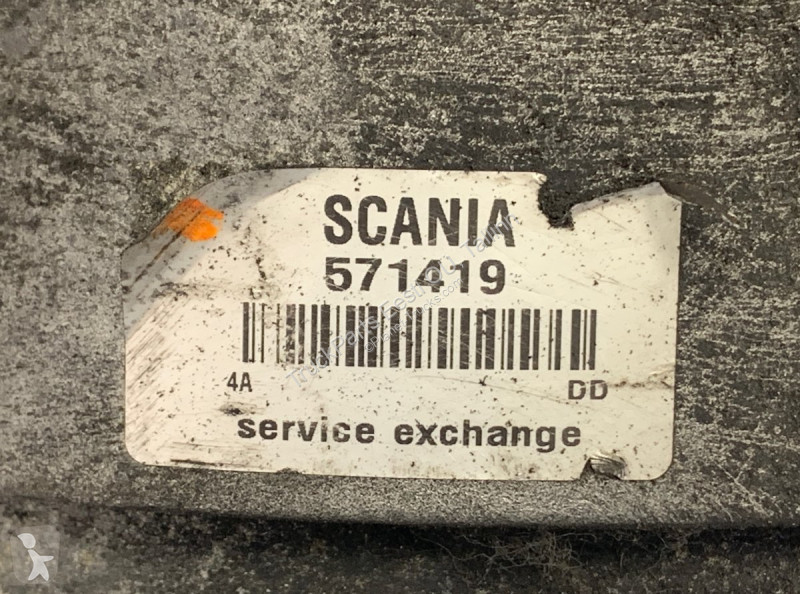 SCANIA
571419
4A DD
service exchange